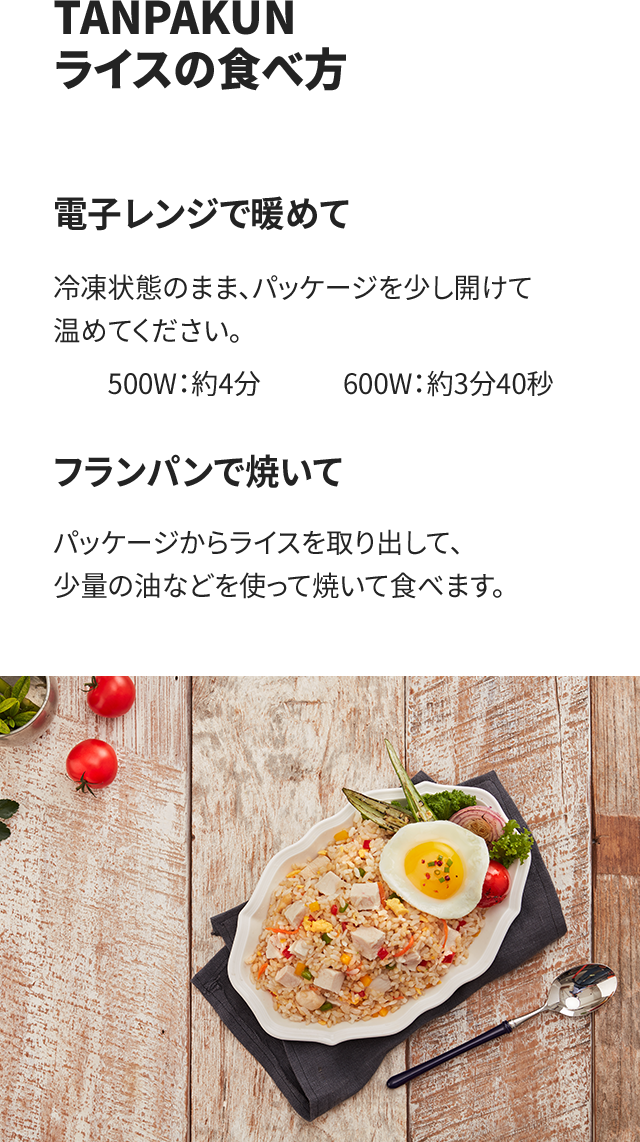 TANPAKUN
ライスの食べ方
電子レンジで暖めて
冷凍状態のまま、パッケージを少し開けて
温めてください。
500W：約4分 600W：約3分40秒
フランパンで焼いて
パッケージからライスを取り出して、
少量の油などを使って焼いて食べます。